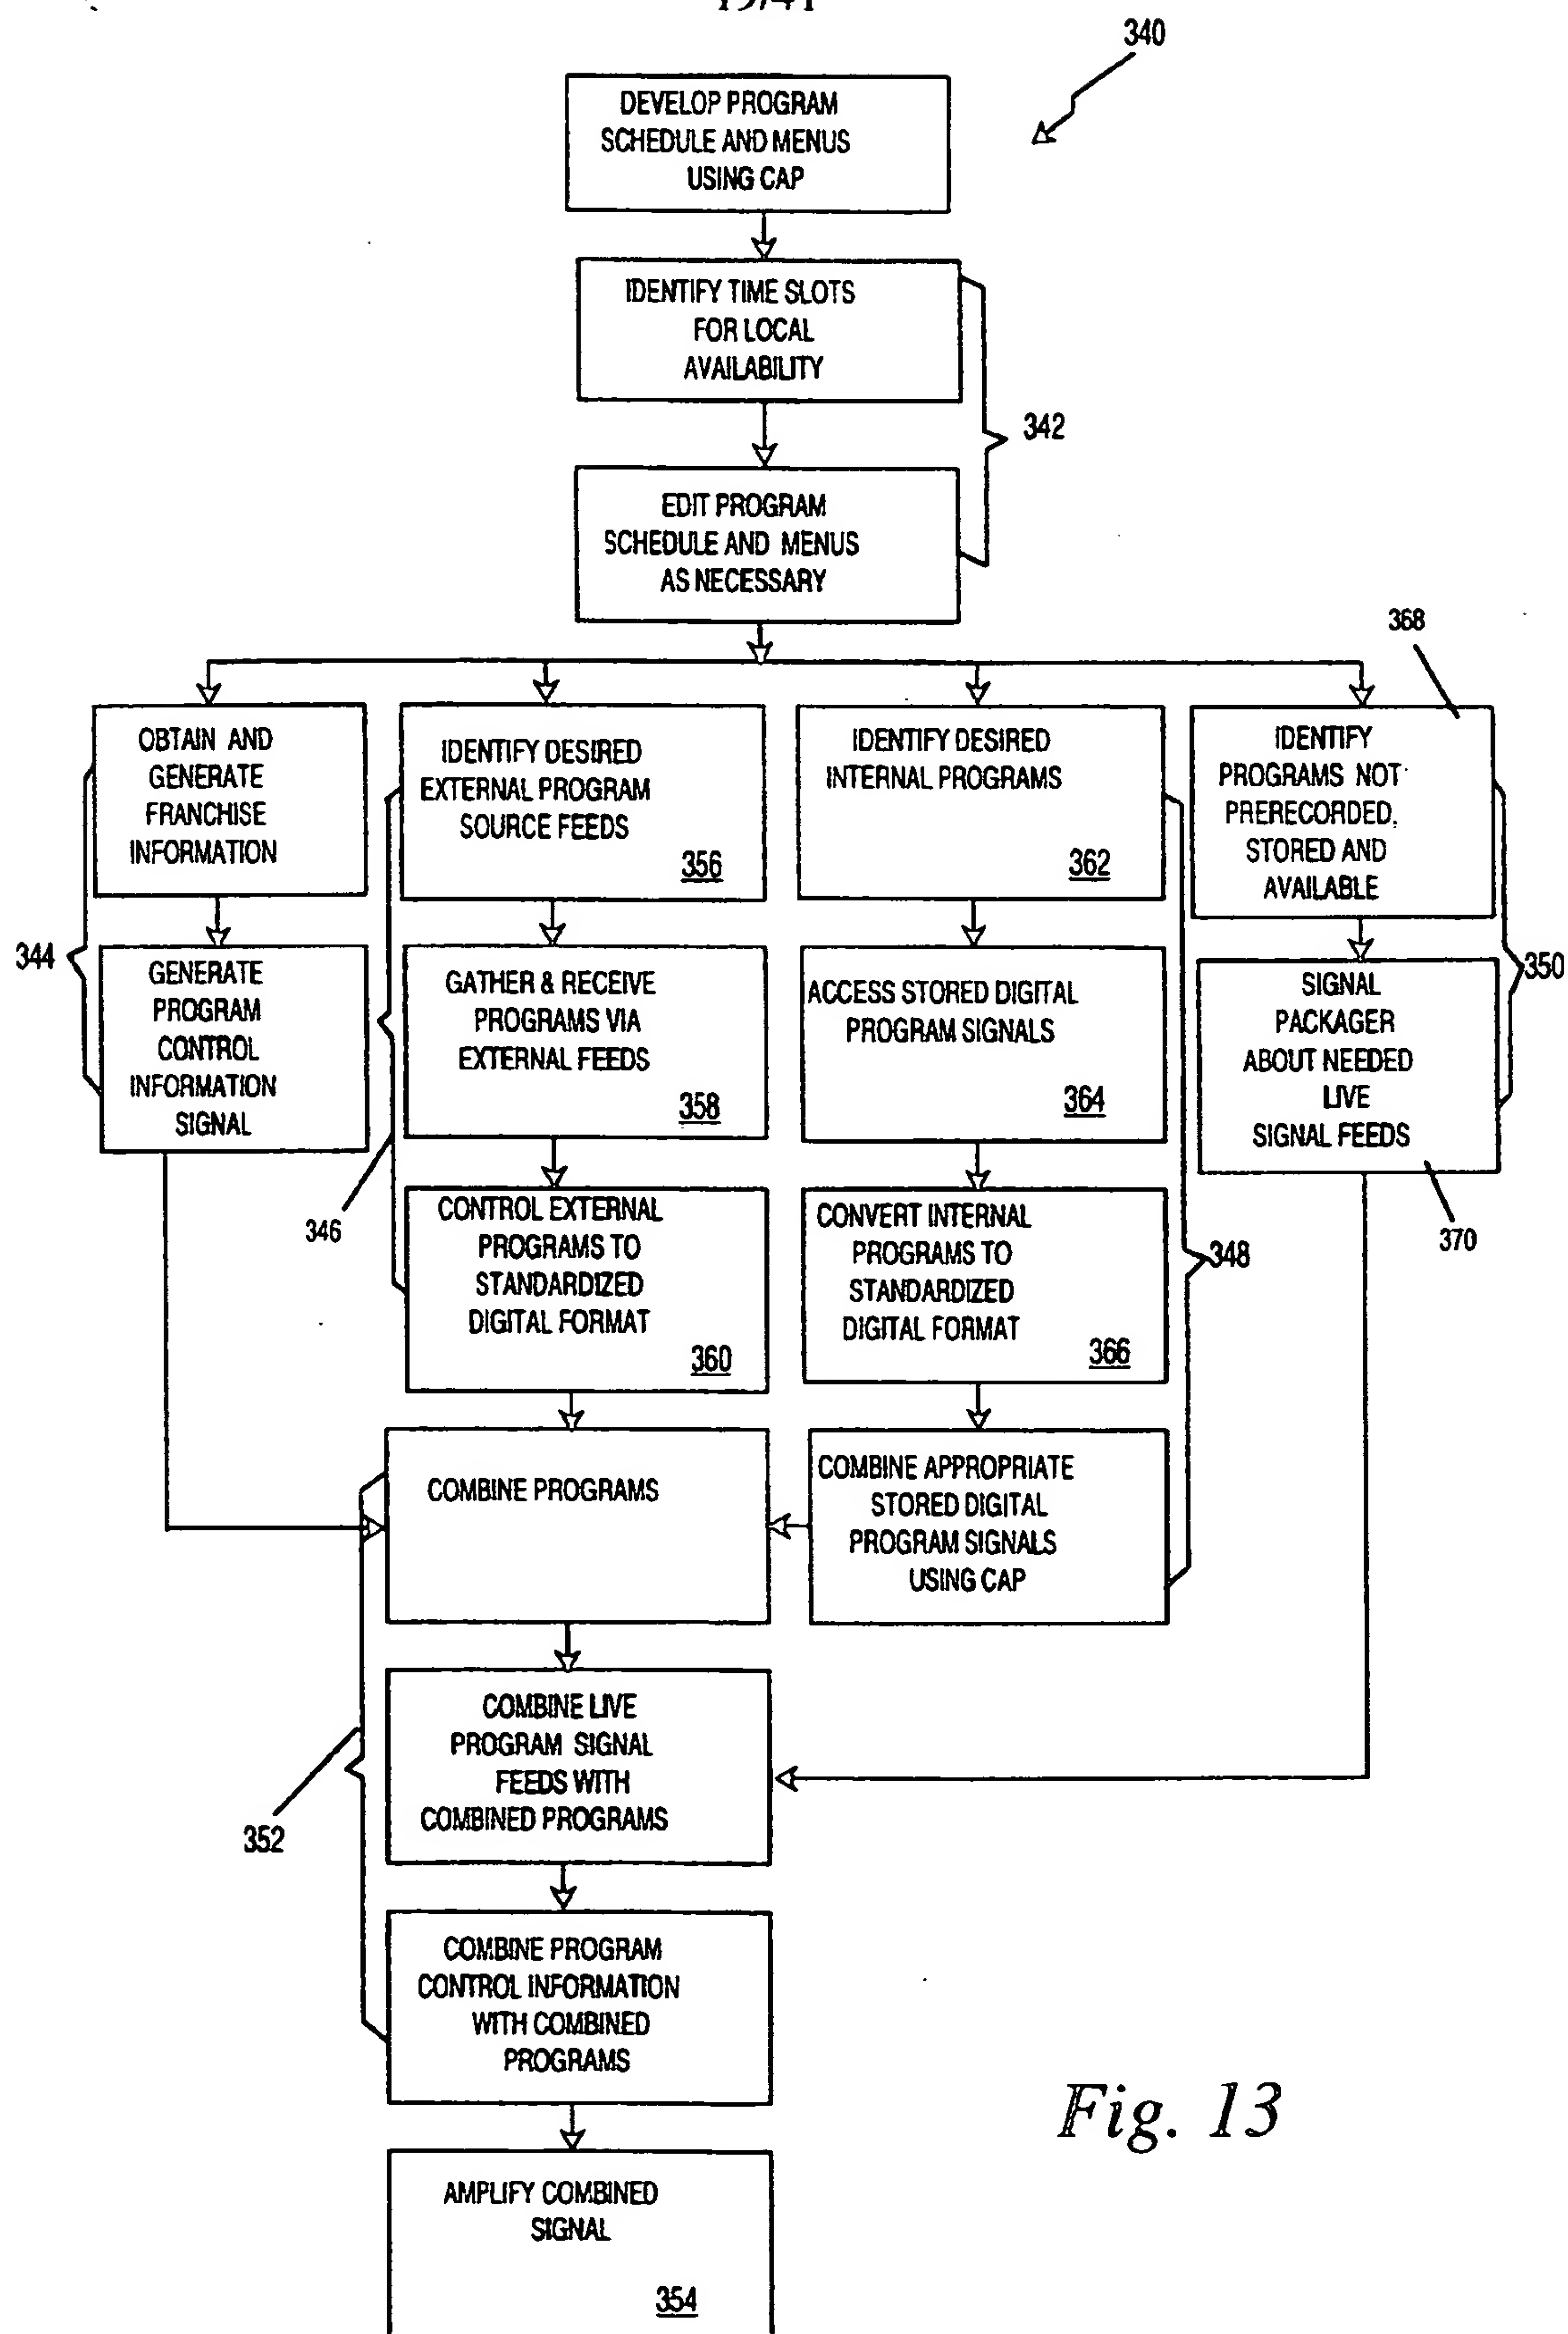 340
DEVELOP PROGRAM
SCHEDULE AND MENUS
USING CAP
IDENTIFY TIME SLOTS
FOR LOCAL
AVAILABILITY
342
EDIT PROGRAM
SCHEDULE AND MENUS
AS NECESSARY
368
OBTAIN AND
GENERATE
FRANCHISE
INFORMATION
344
GENERATE
PROGRAM
CONTROL
INFORMATION
SIGNAL
IDENTIFY DESIRED
EXTERNAL PROGRAM
SOURCE FEEDS
356
GATHER & RECEIVE
PROGRAMS VIA
EXTERNAL FEEDS
358
346
CONTROL EXTERNAL
PROGRAMS TO
STANDARDIZED
DIGITAL FORMAT
360
IDENTIFY DESIRED
INTERNAL PROGRAMS
362
ACCESS STORED DIGITAL
PROGRAM SIGNALS
364
CONVERT INTERNAL
PROGRAMS TO
STANDARDIZED
DIGITAL FORMAT
366
348
IDENTIFY
PROGRAMS NOT
PRERECORDED,
STORED AND
AVAILABLE
350
SIGNAL
PACKAGER
ABOUT NEEDED
LIVE
SIGNAL FEEDS
370
COMBINE PROGRAMS
COMBINE APPROPRIATE
STORED DIGITAL
PROGRAM SIGNALS
USING CAP
COMBINE LIVE
PROGRAM SIGNAL
FEEDS WITH
COMBINED PROGRAMS
352
COMBINE PROGRAM
CONTROL INFORMATION
WITH COMBINED
PROGRAMS
AMPLIFY COMBINED
SIGNAL
354
Fig. 13